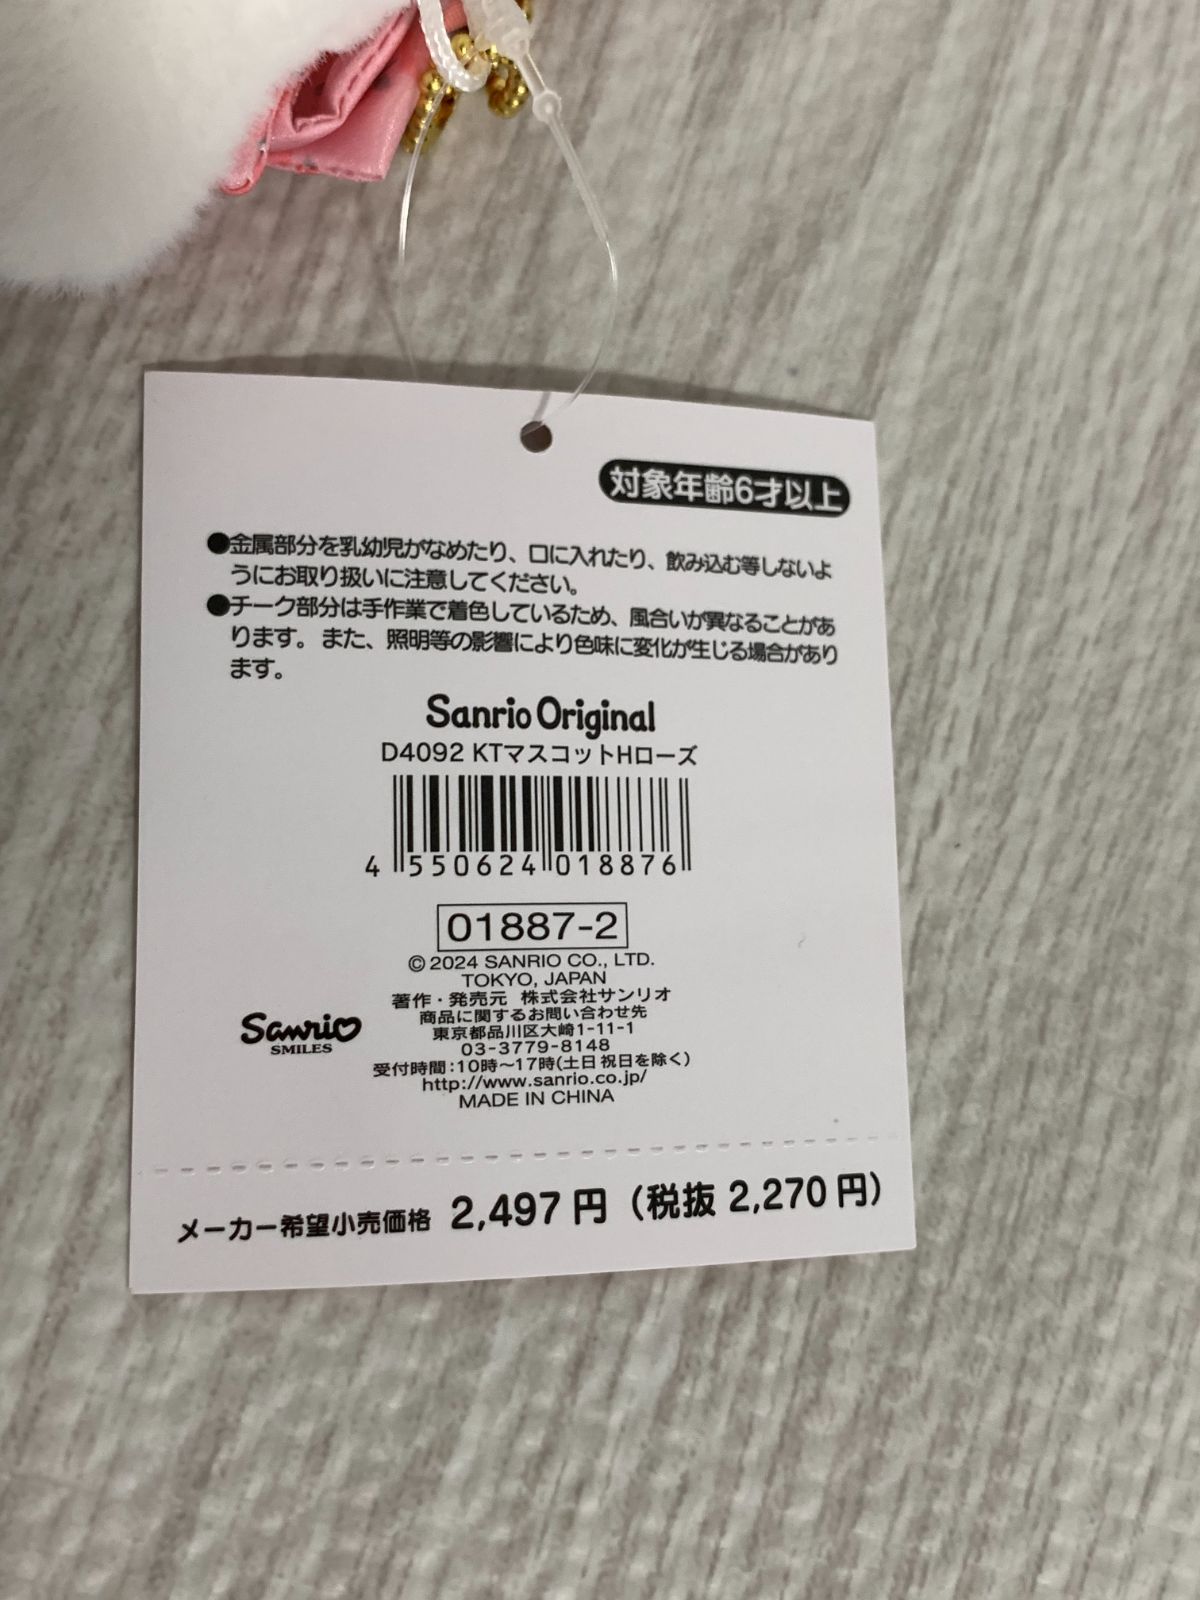 対象年齢6才以上
●金属部分を乳幼児がなめたり、口に入れたり、飲み込む等しないよ
うにお取り扱いに注意してください。
●チーク部分は手作業で着色しているため、風合いが異なることがあ
ります。また、照明等の影響により色味に変化が生じる場合があり
ます。
Sanrio Original
D4092 KTマスコットHローズ
4 550624 018876
01887-2
© 2024 SANRIO CO., LTD.
TOKYO, JAPAN
著作・発売元 株式会社サンリオ
商品に関するお問い合わせ先
東京都品川区大崎1-11-1
03-3779-8148
受付時間:10時～17時(土日祝日を除く)
http://www.sanrio.co.jp/
MADE IN CHINA
Sanrio
SMILES
メーカー希望小売価格 2,497円（税抜 2,270円）